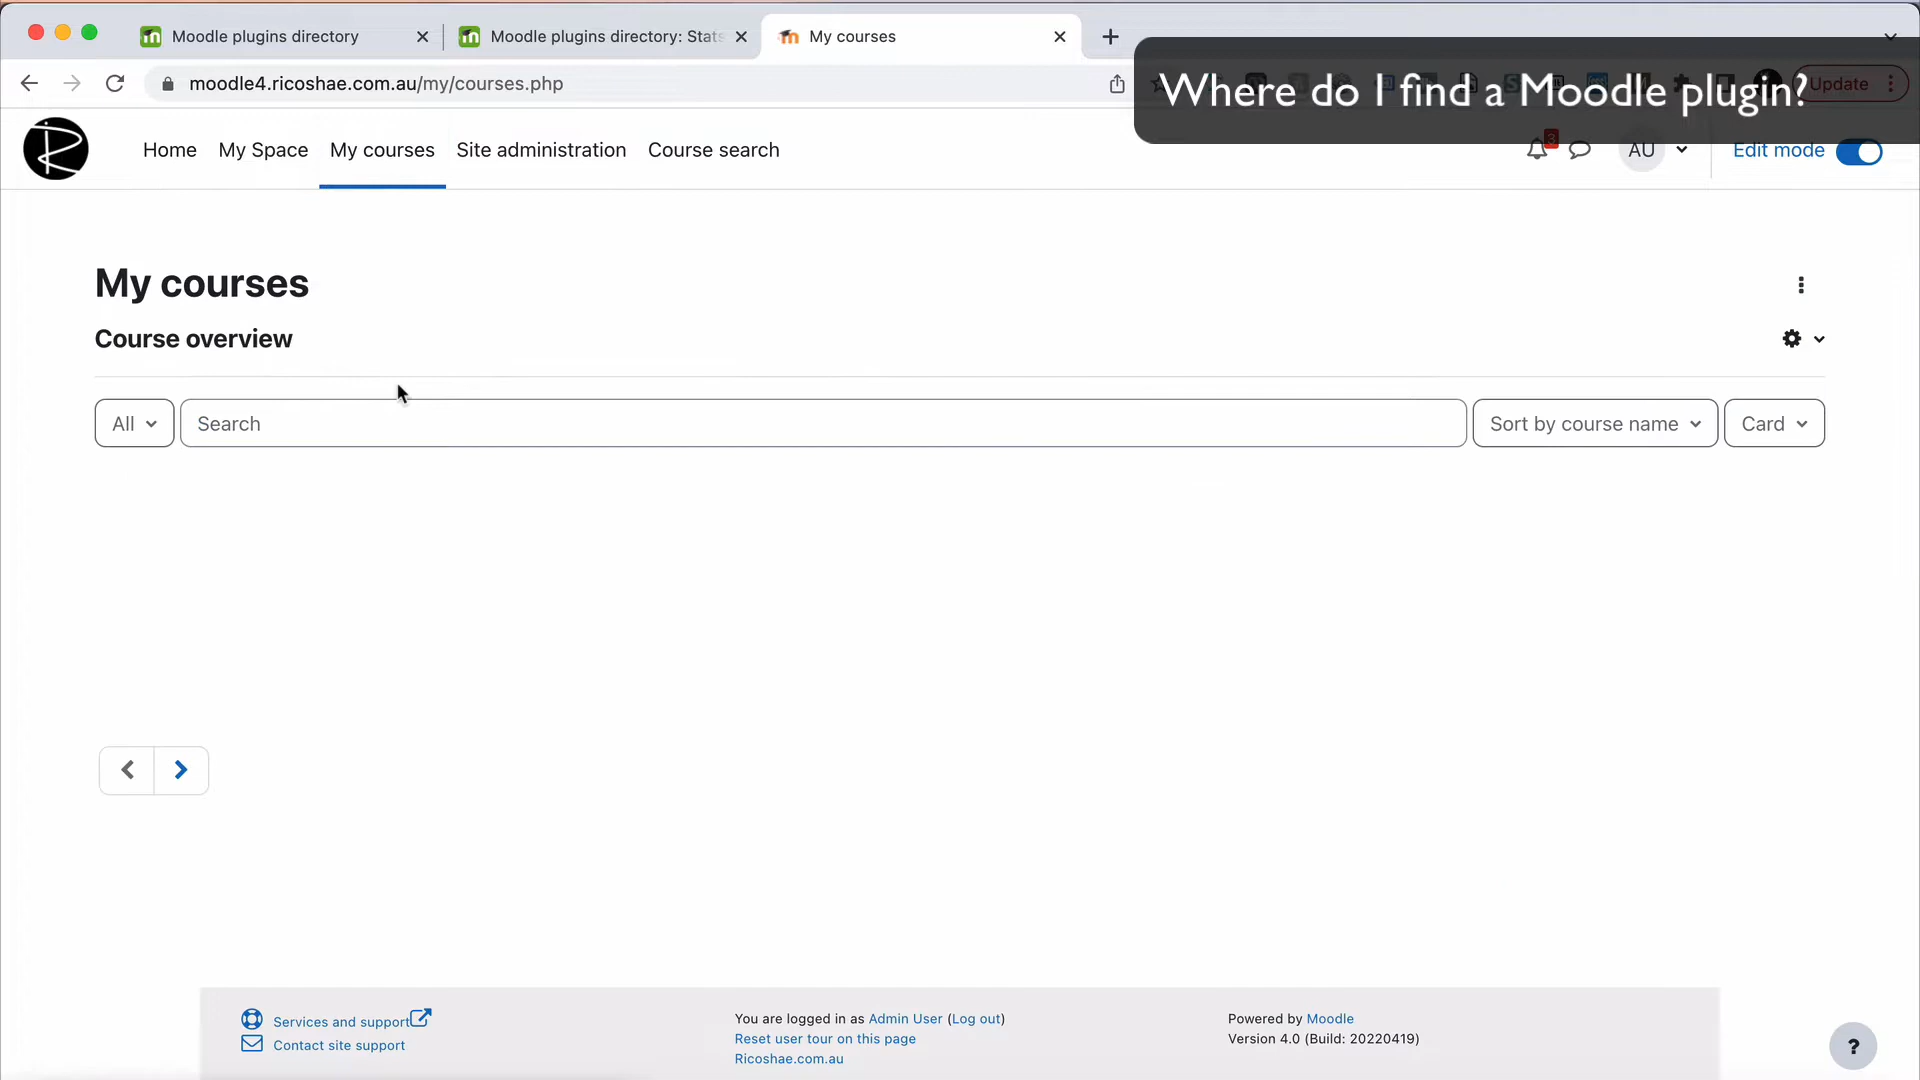 Moodle plugins directory
Moodle plugins directory: Stats
My courses
moodle4.ricoshae.com.au/my/courses.php
Where do I find a Moodle plugin?
Update
Home
My Space
My courses
Site administration
Course search
3
AU
Edit mode
My courses
Course overview
All
Search
Sort by course name
Card
Services and support
Contact site support
You are logged in as Admin User (Log out)
Reset user tour on this page
Ricoshae.com.au
Powered by Moodle
Version 4.0 (Build: 20220419)
?